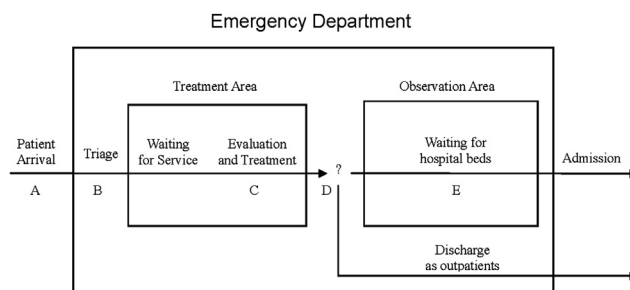 Emergency Department
Treatment Area
Observation Area
Patient
Arrival
Triage
Waiting
for Service
Evaluation
and Treatment
?
Waiting for
hospital beds
Admission
A
B
C
D
E
Discharge
as outpatients